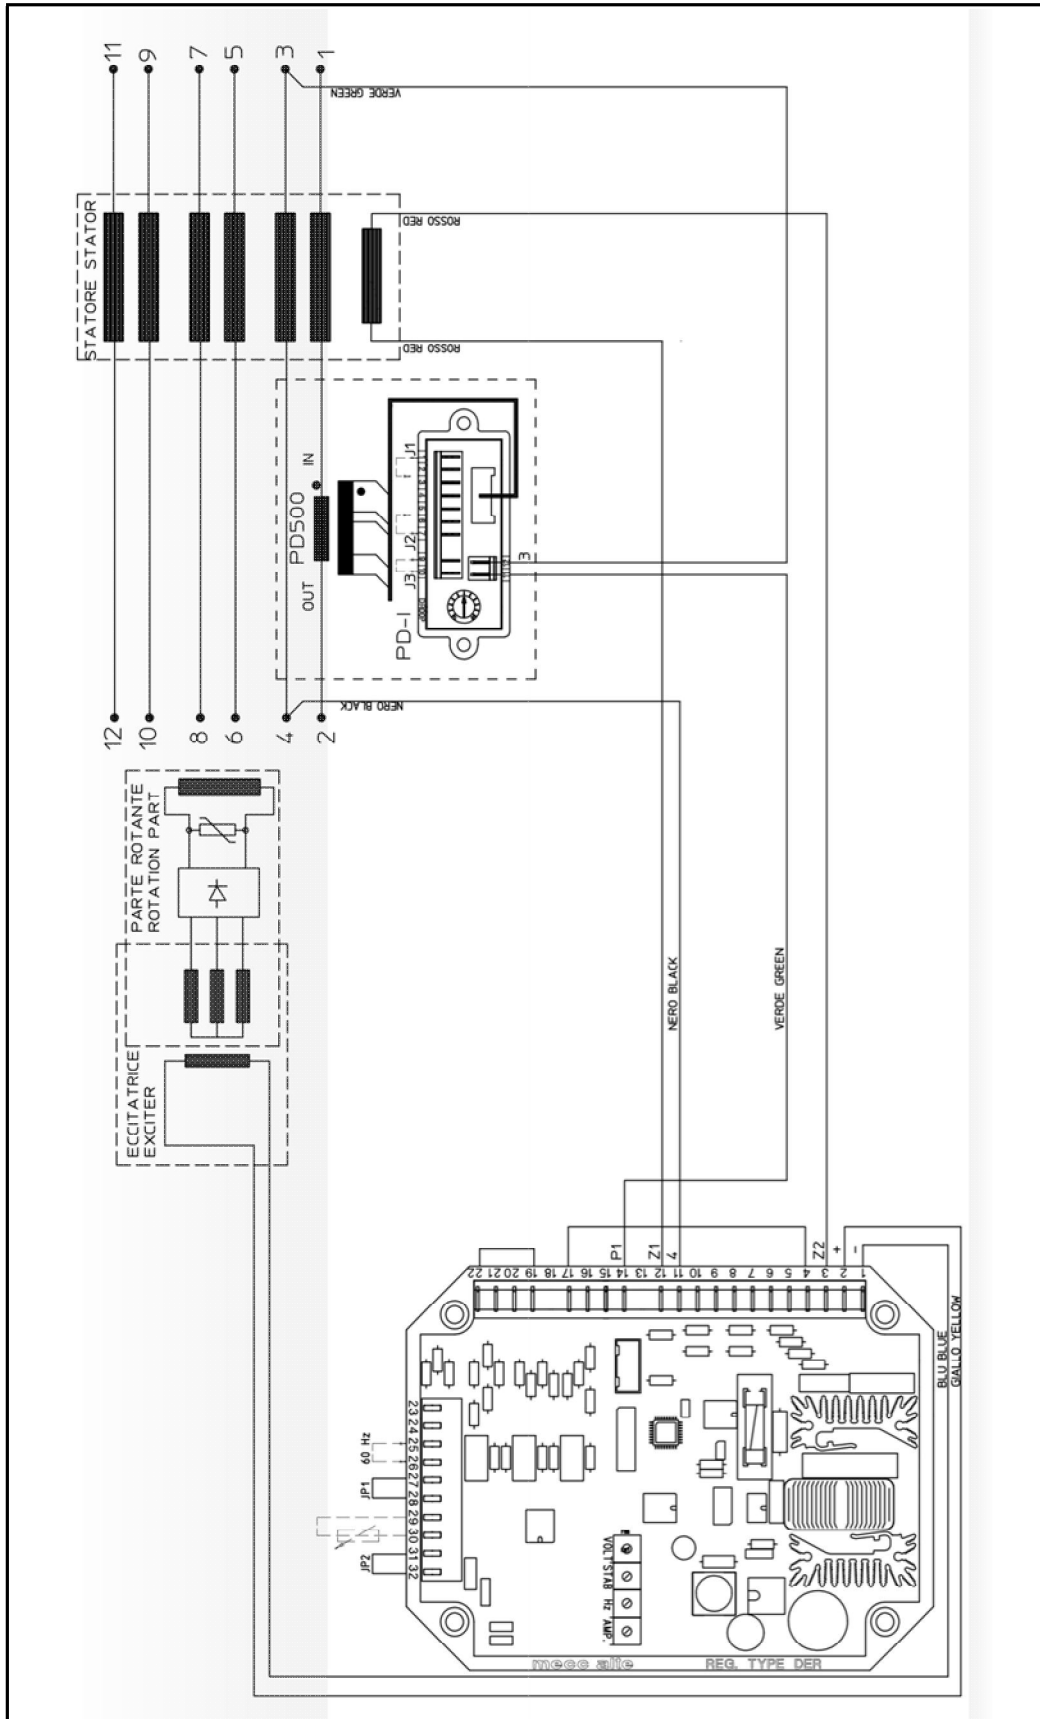 11
9
7
5
3
1
VERDE GREEN
STATORE STATOR
ROSSO RED
ROSSO RED
PD500
IN
OUT
J1
J2
J3
PD-I
3
12
10
8
6
4
2
NERO BLACK
PARTE ROTANTE
ROTATION PART
ECCITATRICE
EXCITER
NERO BLACK
VERDE GREEN
P1
Z1
4
Z2
+
-
22
21
20
20
19
18
17
16
15
14
13
12
11
10
9
8
7
6
5
4
3
2
1
BLU BLUE
GIALLO YELLOW
23
24
25
26
27
28
29
30
31
32
60 Hz
JP1
JP2
VOLT
STAB
Hz
AMP.
mecc alte
REG. TYPE DER